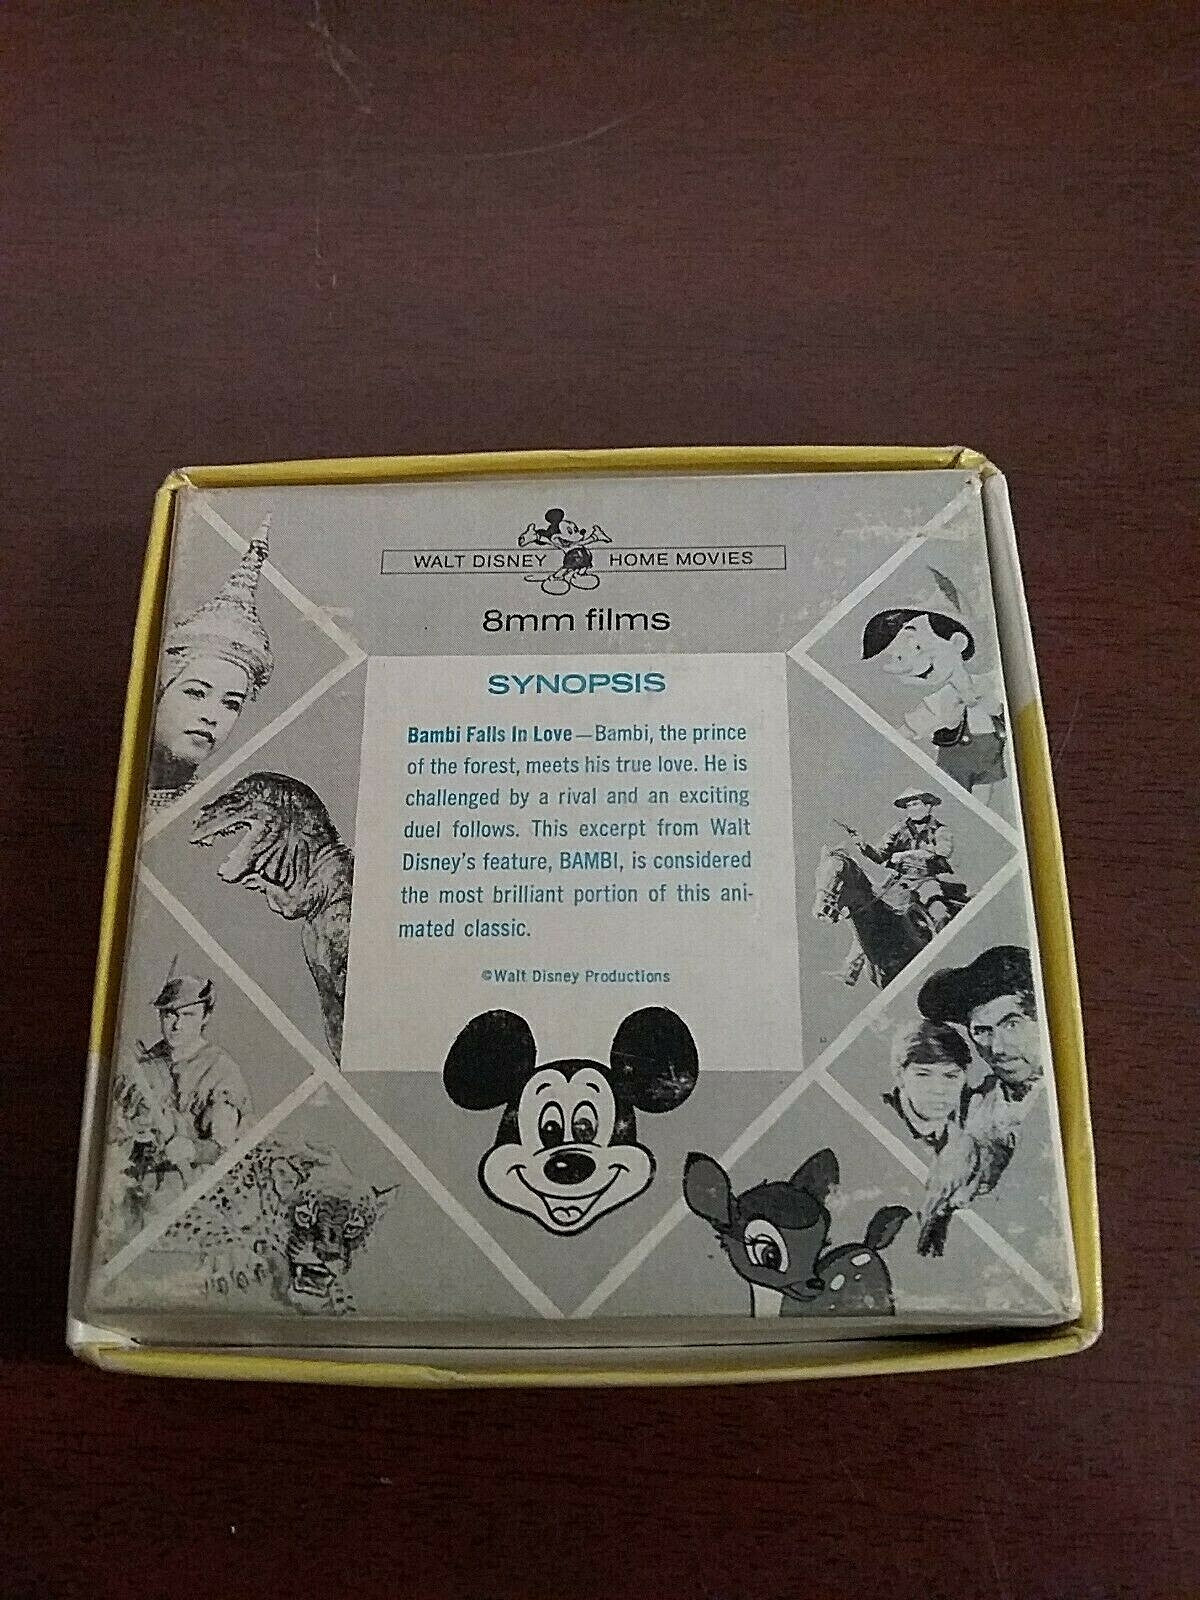 WALT DISNEY HOME MOVIES
8mm films
SYNOPSIS
Bambi Falls In Love—Bambi, the prince
of the forest, meets his true love. He is
challenged by a rival and an exciting
duel follows. This excerpt from Walt
Disney's feature, BAMBI, is considered
the most brilliant portion of this ani-
mated classic.
©Walt Disney Productions